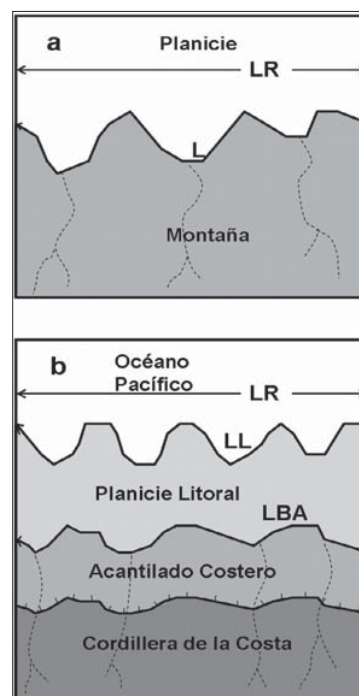 a
Planicie
LR
L
Montaña
b
Océano
Pacífico
LR
LL
Planicie Litoral
LBA
Acantilado Costero
Cordillera de la Costa